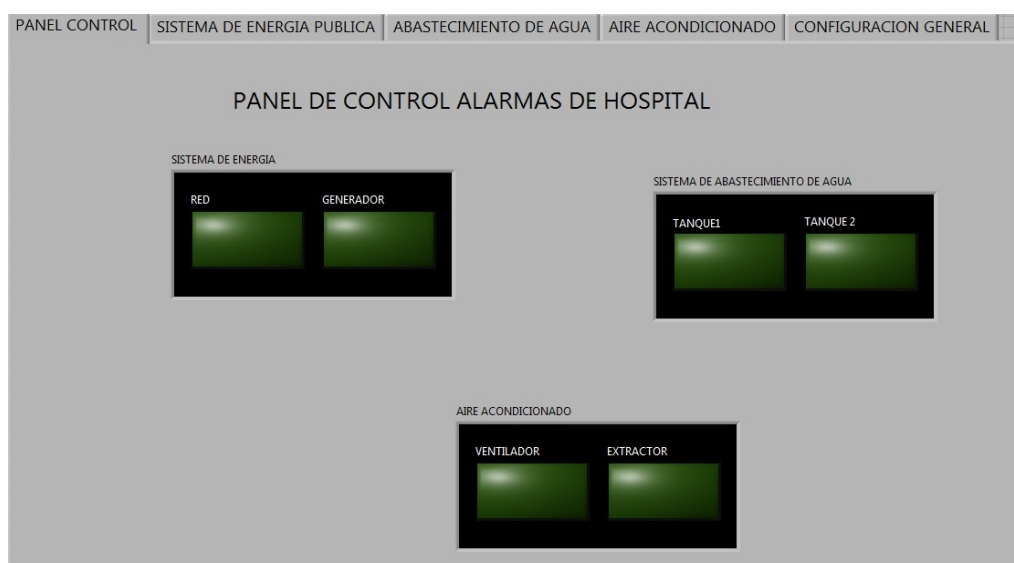 PANEL CONTROL
SISTEMA DE ENERGIA PUBLICA
ABASTECIMIENTO DE AGUA
AIRE ACONDICIONADO
CONFIGURACION GENERAL
PANEL DE CONTROL ALARMAS DE HOSPITAL
SISTEMA DE ENERGIA
RED
GENERADOR
SISTEMA DE ABASTECIMIENTO DE AGUA
TANQUE1
TANQUE 2
AIRE ACONDICIONADO
VENTILADOR
EXTRACTOR